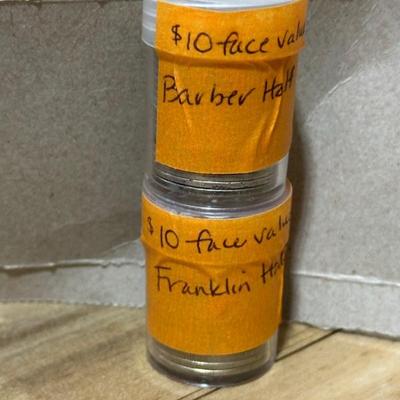 $10 face value
Barber Half
$10 face value
Franklin Half